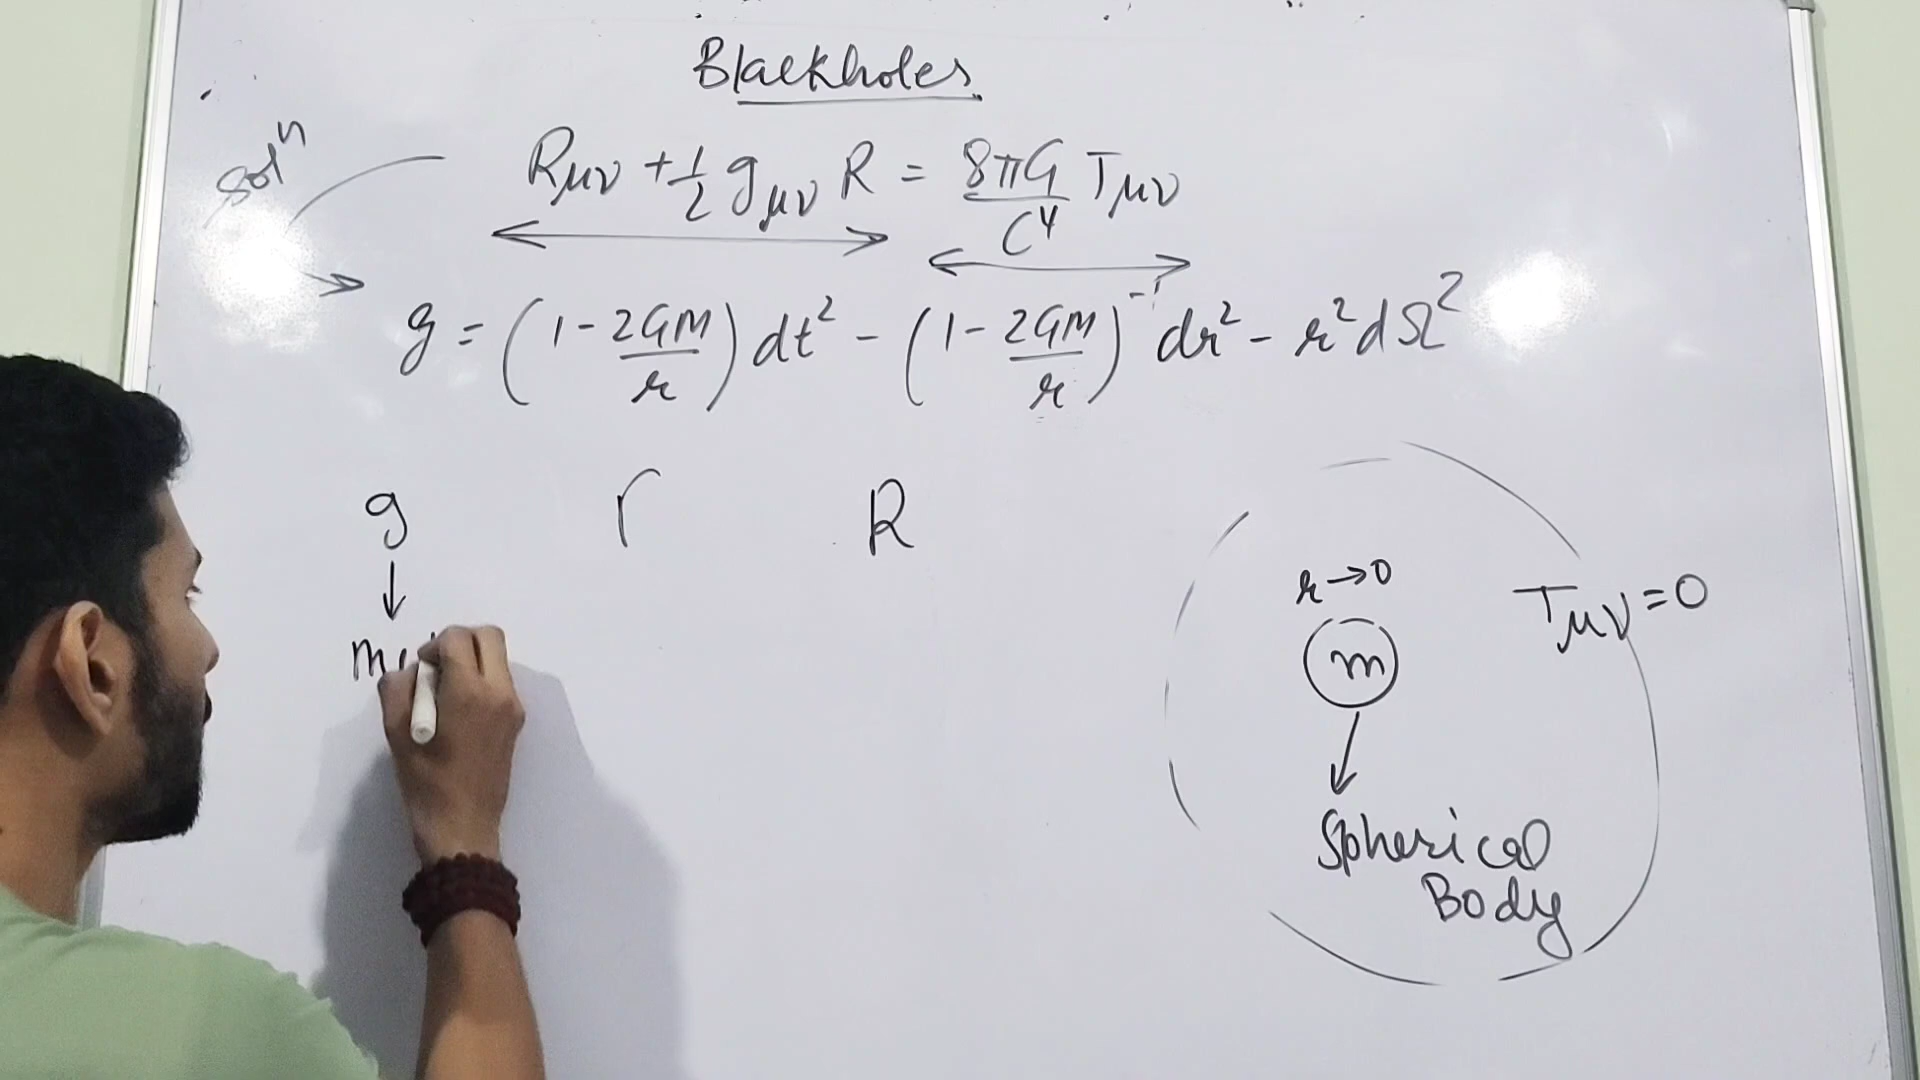 Blackholes
solⁿ
Rμν + 1/2 gμν R = 8πG/C⁴ Tμν
g = (1 - 2GM/r) dt² - (1 - 2GM/r)⁻¹ dr² - r² dΩ²
g Γ R
r → 0
Tμν = 0
m
Spherical
Body